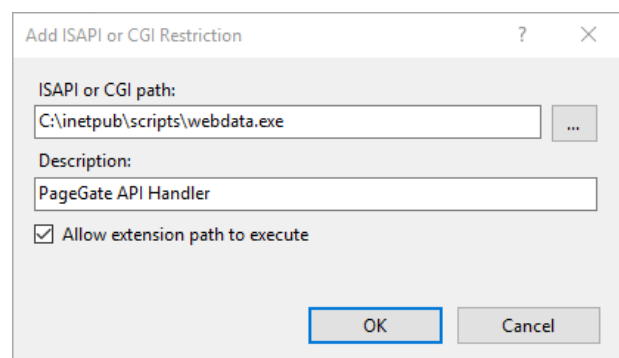 Add ISAPI or CGI Restriction ?
ISAPI or CGI path:
C:\inetpub\scripts\webdata.exe ...
Description:
PageGate API Handler
Allow extension path to execute
OK Cancel